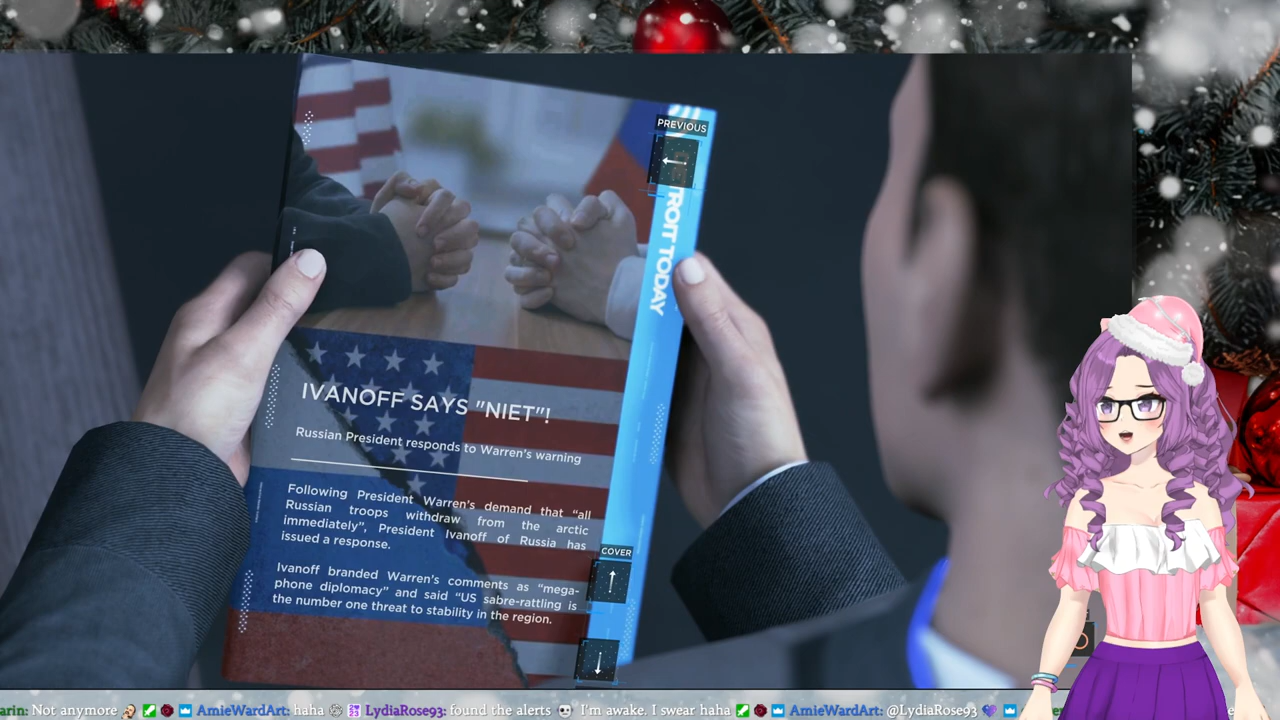 PREVIOUS
TROIT TODAY
IVANOFF SAYS "NIET"!
Russian President responds to Warren's warning
Following President Warren's demand that "all
Russian troops withdraw from the arctic
immediately", President Ivanoff of Russia has
issued a response.
COVER
Ivanoff branded Warren's comments as "mega-
phone diplomacy" and said "US sabre-rattling is
the number one threat to stability in the region.
arin: Not anymore AmieWardArt: haha LydiaRose93: found the alerts I'm awake. I swear haha AmieWardArt: @LydiaRose93